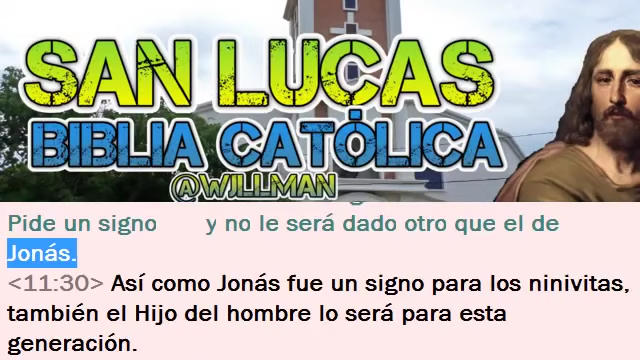 SAN LUCAS
BIBLIA CATÓLICA
@WJLLMAN
Pide un signo y no le será dado otro que el de
Jonás.
<11:30> Así como Jonás fue un signo para los ninivitas,
también el Hijo del hombre lo será para esta
generación.